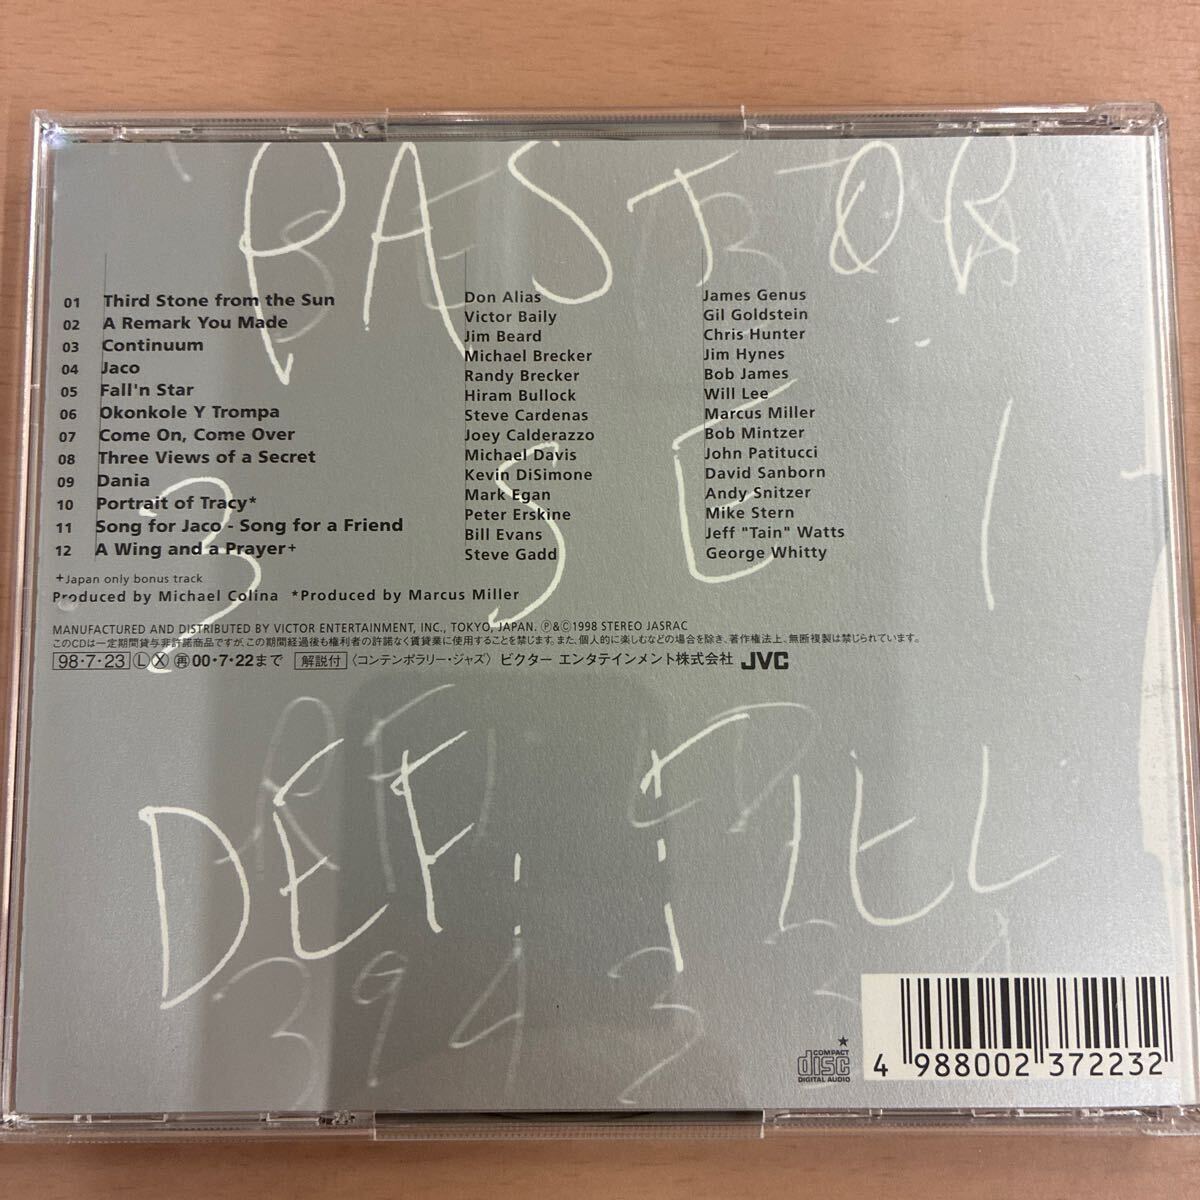 PASTOR
01 Third Stone from the Sun
02 A Remark You Made
03 Continuum
04 Jaco
05 Fall'n Star
06 Okonkole Y Trompa
07 Come On, Come Over
08 Three Views of a Secret
09 Dania
10 Portrait of Tracy*
11 Song for Jaco - Song for a Friend
12 A Wing and a Prayer+
Don Alias
Victor Baily
Jim Beard
Michael Brecker
Randy Brecker
Hiram Bullock
Steve Cardenas
Joey Calderazzo
Michael Davis
Kevin DiSimone
Mark Egan
Peter Erskine
Bill Evans
Steve Gadd
James Genus
Gil Goldstein
Chris Hunter
Jim Hynes
Bob James
Will Lee
Marcus Miller
Bob Mintzer
John Patitucci
David Sanborn
Andy Snitzer
Mike Stern
Jeff "Tain" Watts
George Whitty
3 SE
+Japan only bonus track
Produced by Michael Colina *Produced by Marcus Miller
MANUFACTURED AND DISTRIBUTED BY VICTOR ENTERTAINMENT, INC., TOKYO, JAPAN. Ⓟ&Ⓒ1998 STEREO JASRAC
このCDは一定期間貸与非許諾商品ですが、この期間経過後も権利者の許諾なく賃貸業に使用することを禁じます。また、個人的に楽しむなどの場合を除き、著作権法上、無断複製は禁じられています。
98・7・23 Ⓛ Ⓧ 再 00・7・22まで 解説付 〈コンテンポラリー・ジャズ〉 ビクター エンタテインメント株式会社 JVC
DEF
COMPACT
disc
DIGITAL AUDIO
★
4 988002 372232